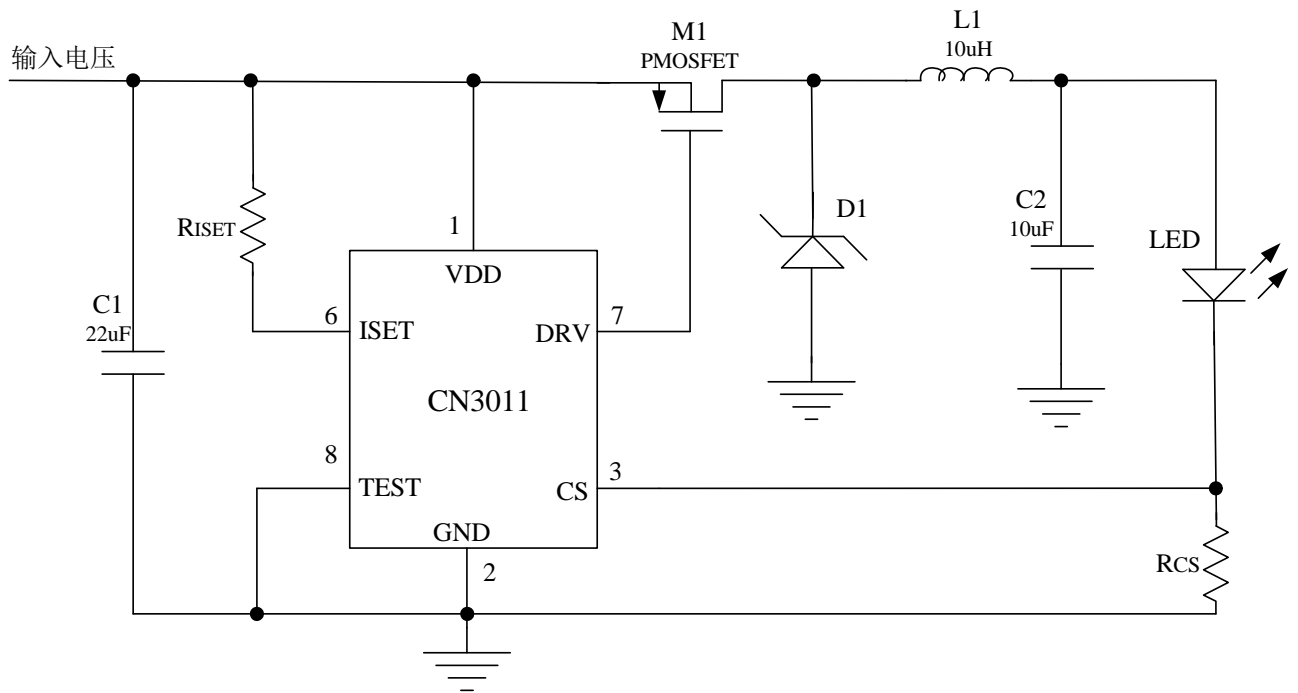 输入电压
M1
PMOSFET
L1
10uH
RISET
1
C2
10uF
D1
LED
VDD
C1
22uF
6
ISET
DRV
7
CN3011
8
TEST
CS
3
GND
2
RCS